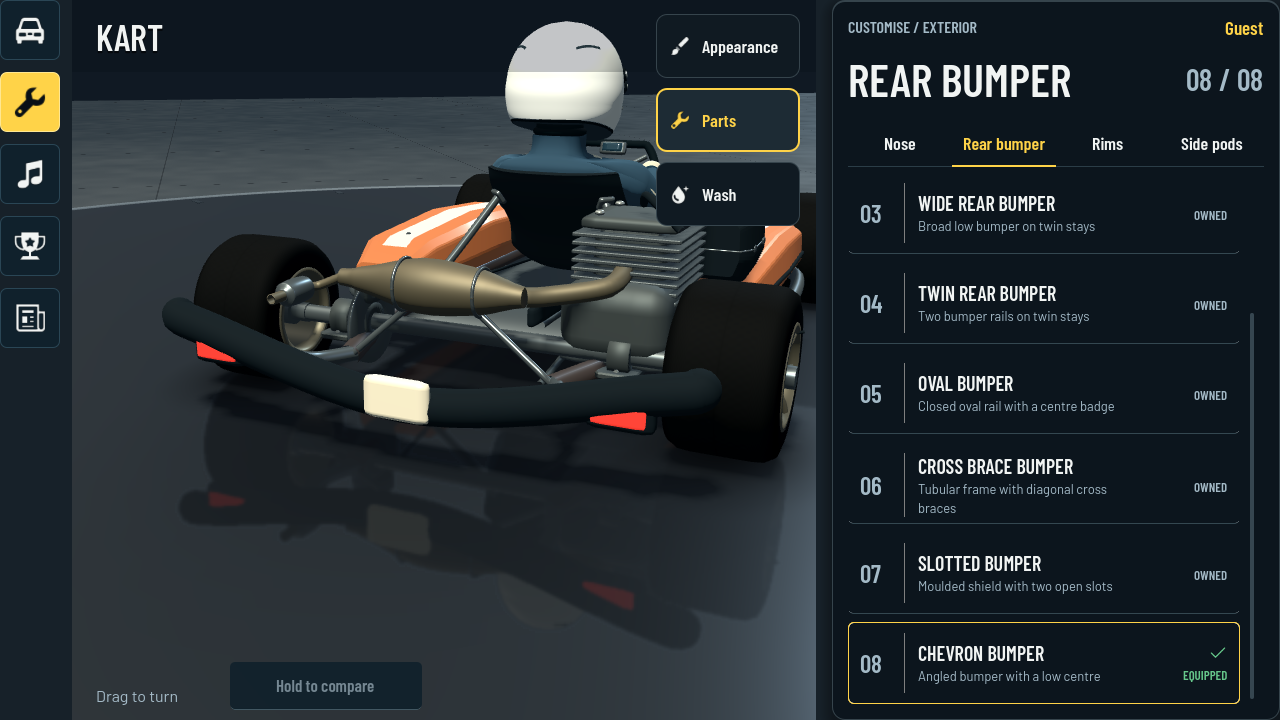 KART
Appearance
Parts
Wash
Hold to compare
Drag to turn
CUSTOMISE / EXTERIOR
Guest
REAR BUMPER
08 / 08
Nose
Rear bumper
Rims
Side pods
03
WIDE REAR BUMPER
Broad low bumper on twin stays
OWNED
04
TWIN REAR BUMPER
Two bumper rails on twin stays
OWNED
05
OVAL BUMPER
Closed oval rail with a centre badge
OWNED
06
CROSS BRACE BUMPER
Tubular frame with diagonal cross
braces
OWNED
07
SLOTTED BUMPER
Moulded shield with two open slots
OWNED
08
CHEVRON BUMPER
Angled bumper with a low centre
EQUIPPED